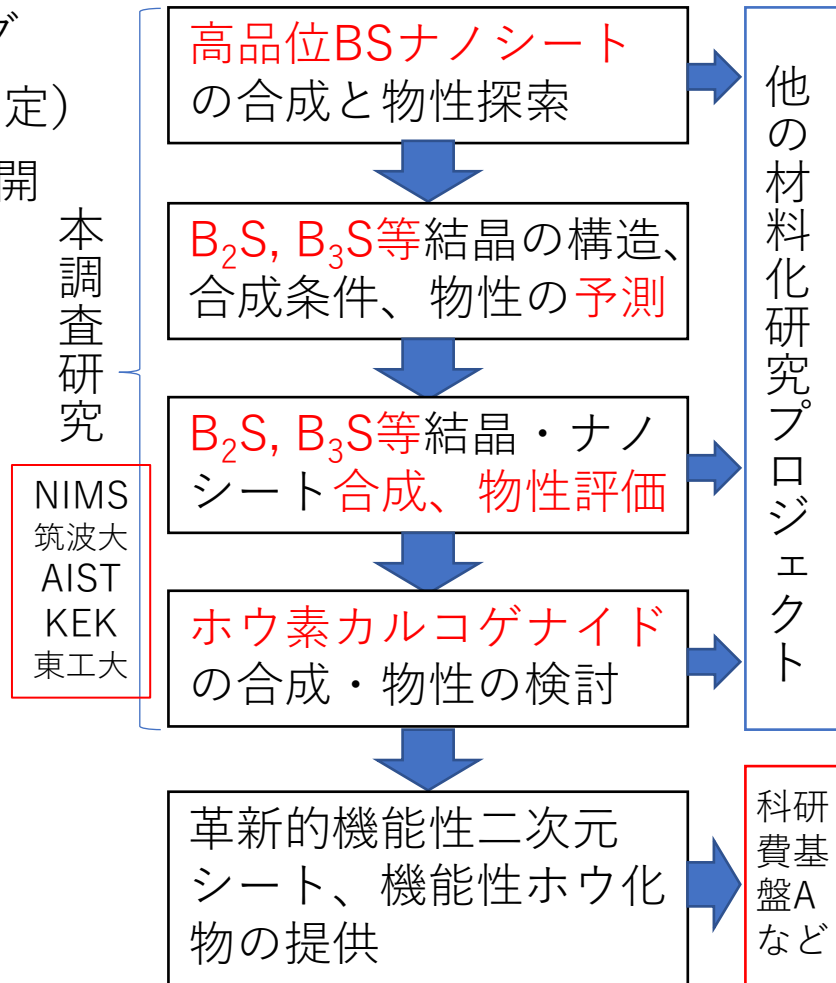 グ
定）
開
本調査研究
NIMS
筑波大
AIST
KEK
東工大
高品位BSナノシート
の合成と物性探索
B₂S, B₃S等結晶の構造、
合成条件、物性の予測
B₂S, B₃S等結晶・ナノ
シート合成、物性評価
ホウ素カルコゲナイド
の合成・物性の検討
革新的機能性二次元
シート、機能性ホウ化
物の提供
他の材料化研究プロジェクト
科研
費基
盤A
など